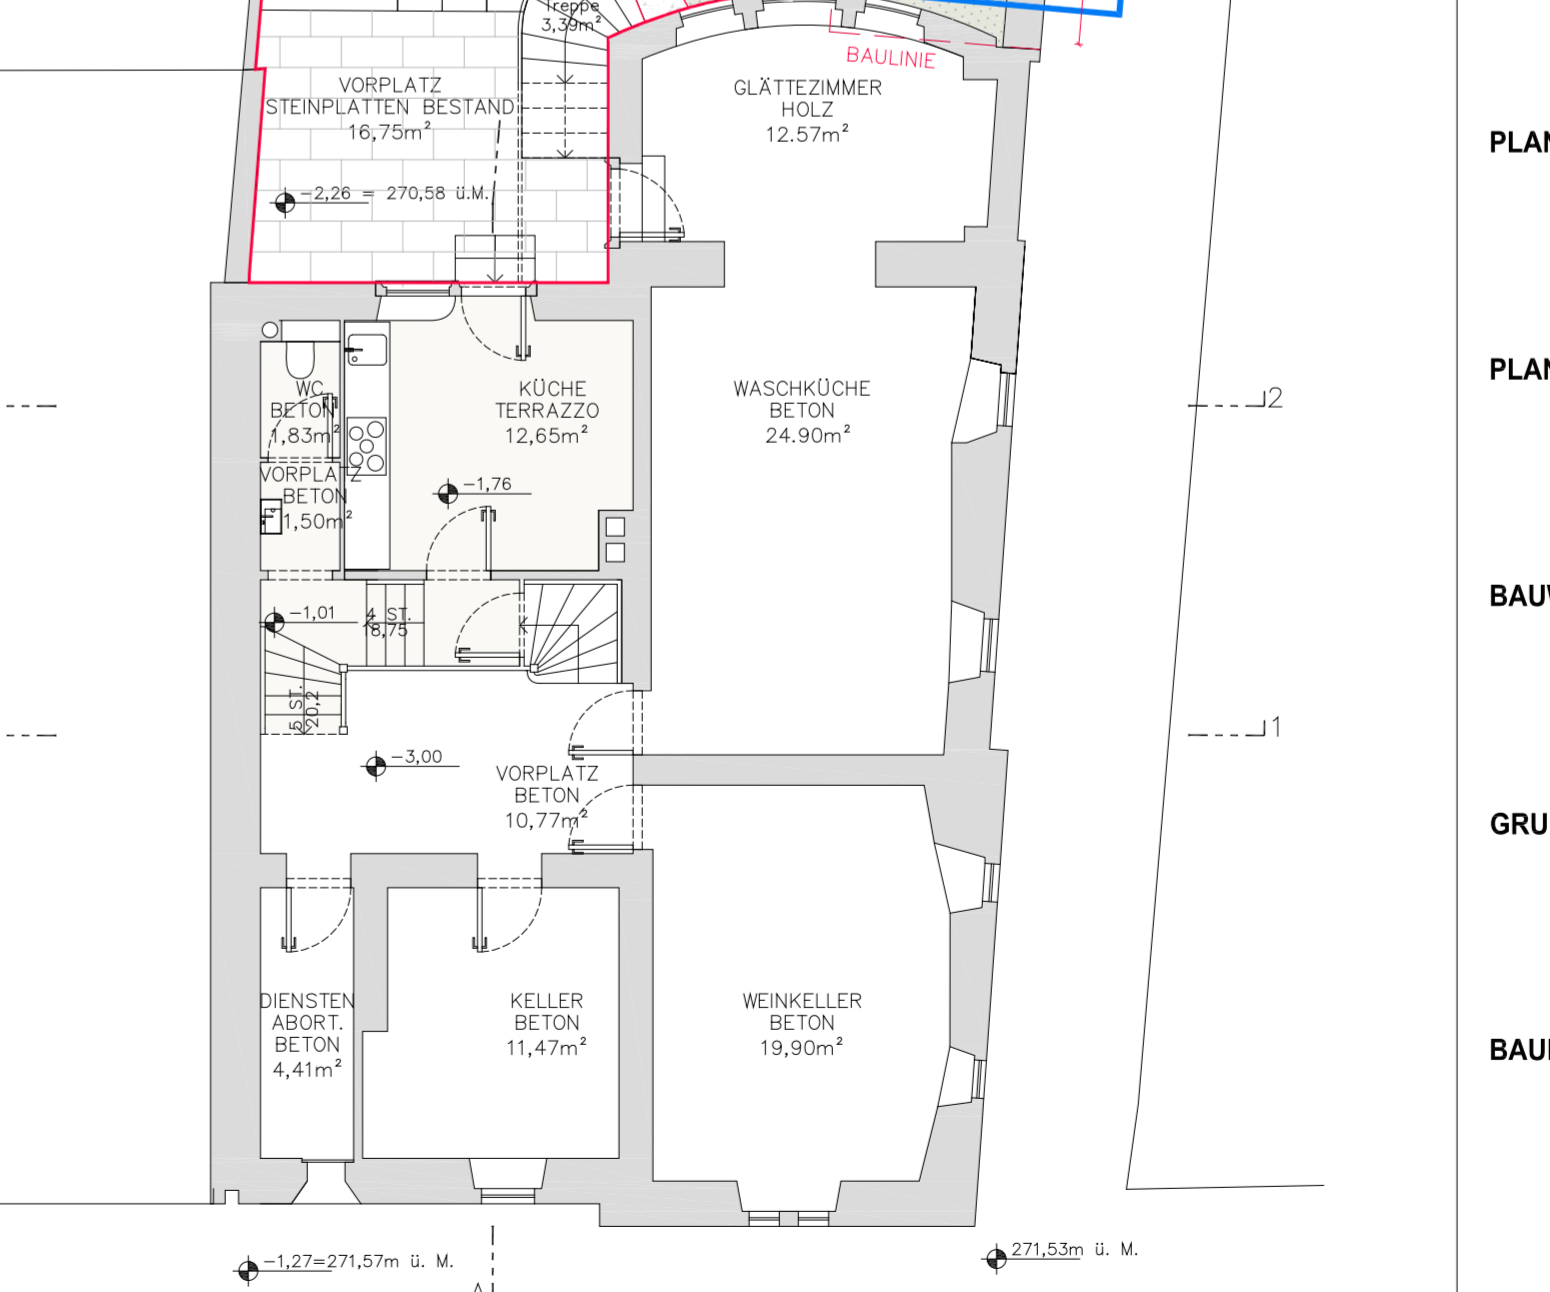 Treppe
3,39m²
BAULINIE
VORPLATZ
STEINPLATTEN BESTAND
16,75m²
GLÄTTEZIMMER
HOLZ
12.57m²
-2,26 = 270,58 ü.M.
WC
BETON
1,83m²
KÜCHE
TERRAZZO
12,65m²
WASCHKÜCHE
BETON
24.90m²
2
VORPLATZ
BETON
1,50m²
-1,76
-1,01
4 ST.
18,75
5 ST.
20,2
1
-3,00
VORPLATZ
BETON
10,77m²
DIENSTEN
ABORT.
BETON
4,41m²
KELLER
BETON
11,47m²
WEINKELLER
BETON
19,90m²
-1,27=271,57m ü. M.
271,53m ü. M.
PLAN
PLAN
GRU